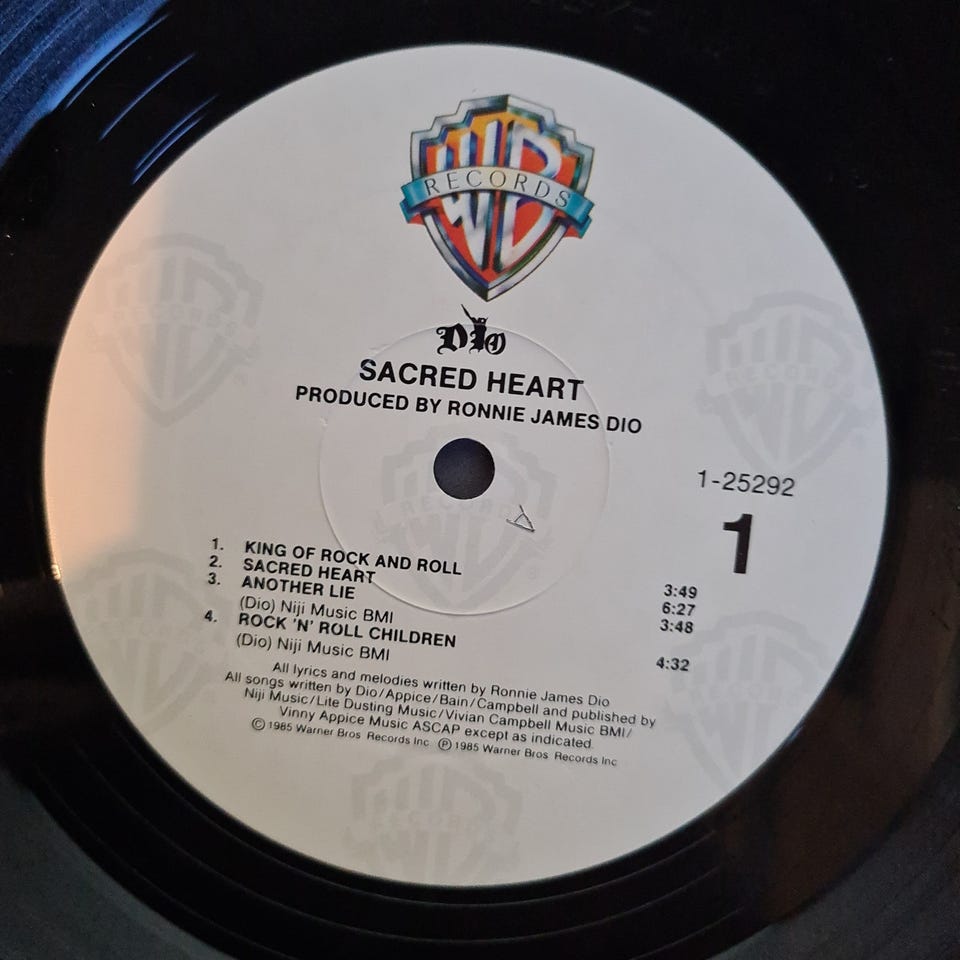 WB
RECORDS
DIO
SACRED HEART
PRODUCED BY RONNIE JAMES DIO
1-25292
1
1. KING OF ROCK AND ROLL 3:49
2. SACRED HEART 6:27
3. ANOTHER LIE 3:48
(Dio) Niji Music BMI
4. ROCK 'N' ROLL CHILDREN 4:32
(Dio) Niji Music BMI
All lyrics and melodies written by Ronnie James Dio
All songs written by Dio/Appice/Bain/Campbell and published by
Niji Music/Lite Dusting Music/Vivian Campbell Music BMI/
Vinny Appice Music ASCAP except as indicated.
© 1985 Warner Bros Records Inc ℗ 1985 Warner Bros Records Inc